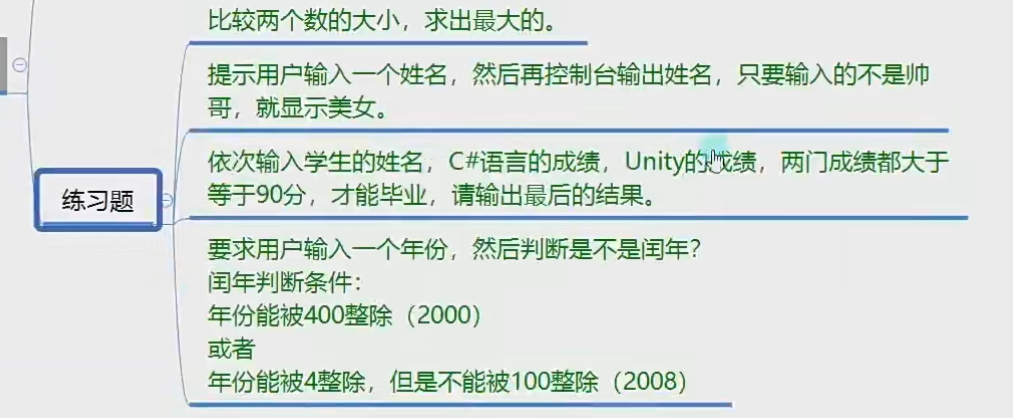 比较两个数的大小，求出最大的。
提示用户输入一个姓名，然后再控制台输出姓名，只要输入的不是帅
哥，就显示美女。
依次输入学生的姓名，C#语言的成绩，Unity的成绩，两门成绩都大于
等于90分，才能毕业，请输出最后的结果。
练习题
要求用户输入一个年份，然后判断是不是闰年？
闰年判断条件：
年份能被400整除（2000）
或者
年份能被4整除，但是不能被100整除（2008）